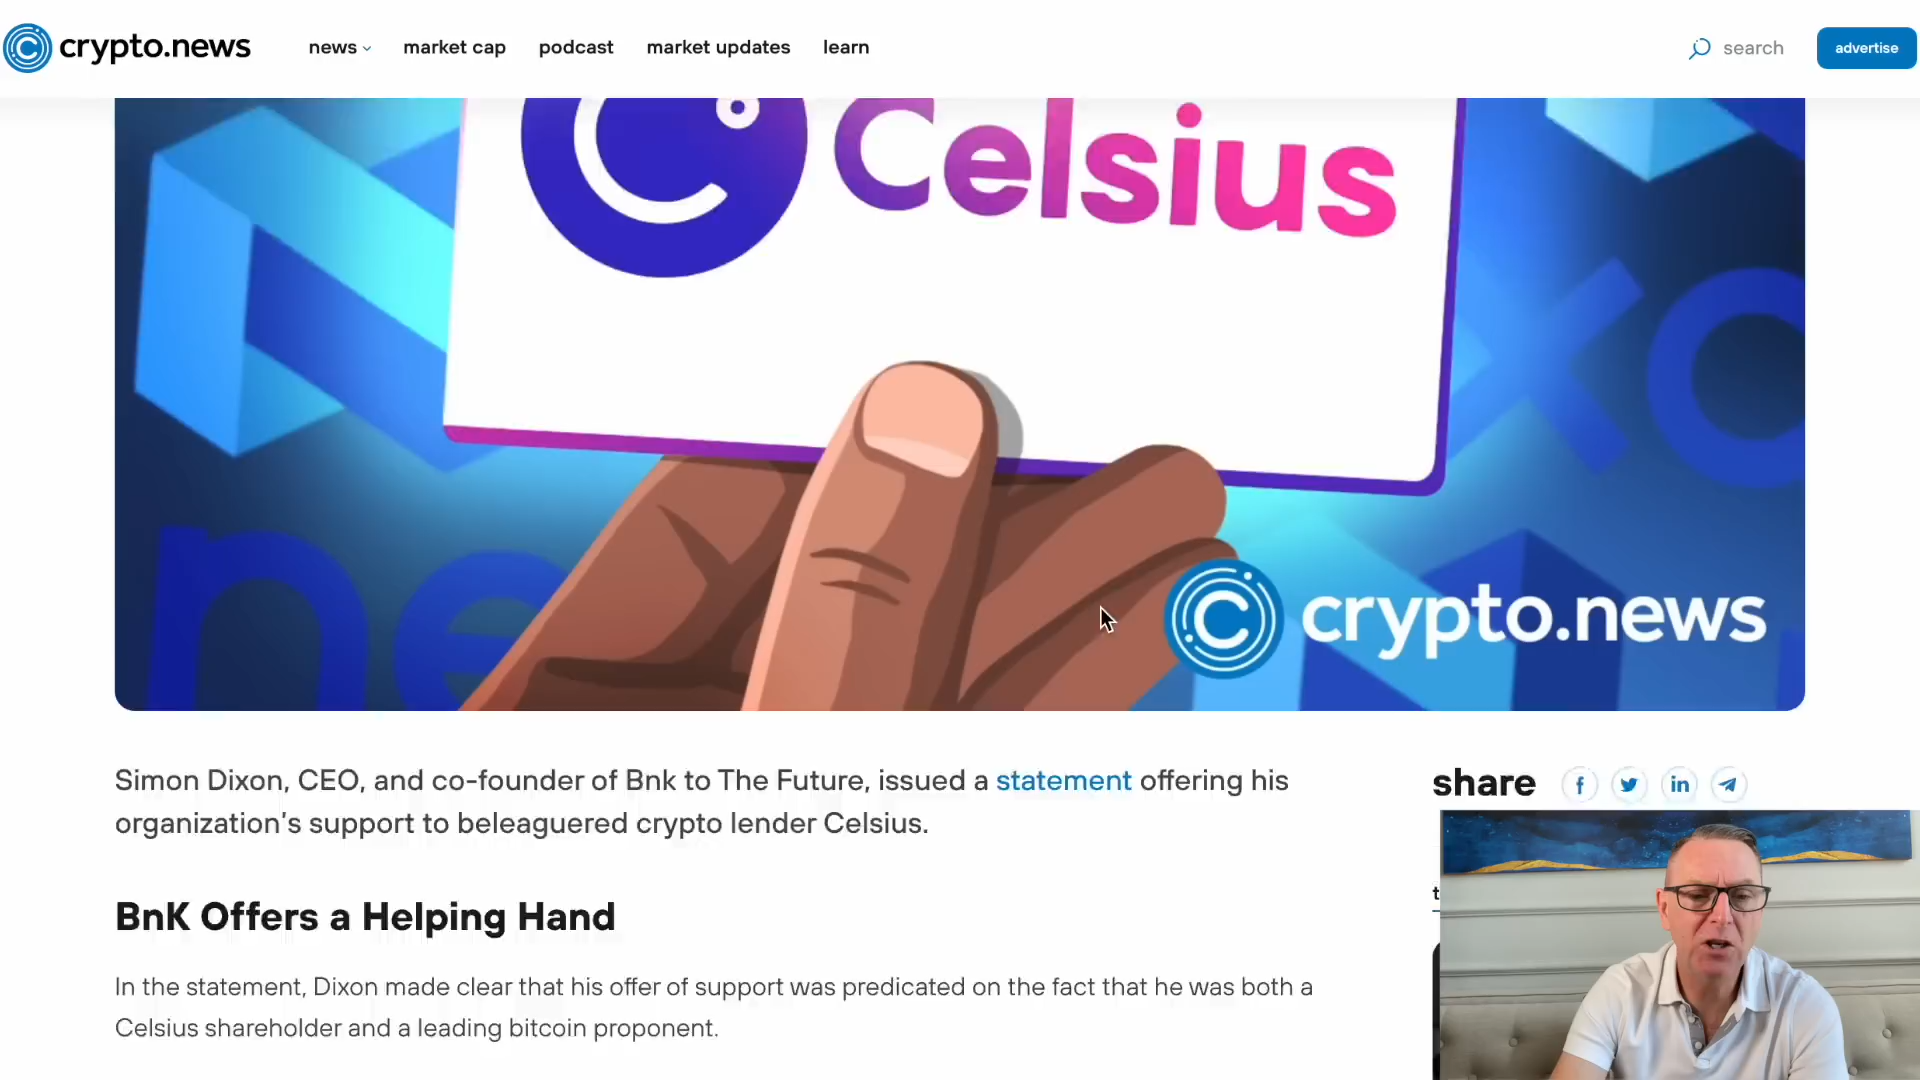 crypto.news
news
market cap
podcast
market updates
learn
search
advertise
Celsius
xo
ne
crypto.news
Simon Dixon, CEO, and co-founder of Bnk to The Future, issued a statement offering his
organization's support to beleaguered crypto lender Celsius.
share
BnK Offers a Helping Hand
In the statement, Dixon made clear that his offer of support was predicated on the fact that he was both a
Celsius shareholder and a leading bitcoin proponent.